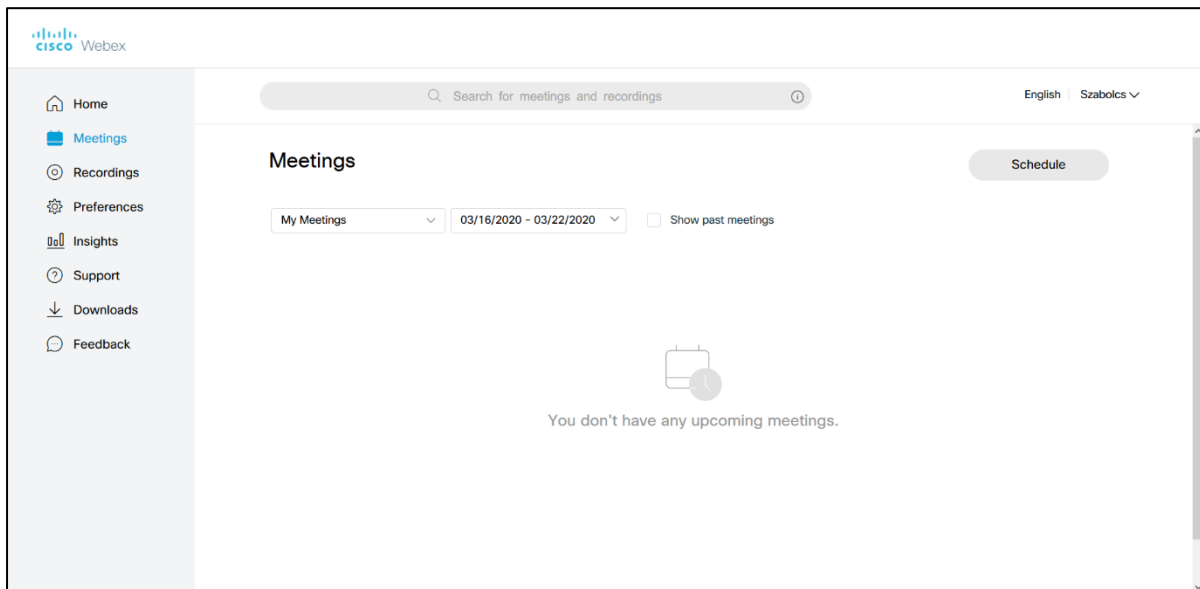 cisco Webex
Home
Meetings
Recordings
Preferences
Insights
Support
Downloads
Feedback
Search for meetings and recordings
English Szabolcs
Meetings
Schedule
My Meetings 03/16/2020 - 03/22/2020 Show past meetings
You don't have any upcoming meetings.